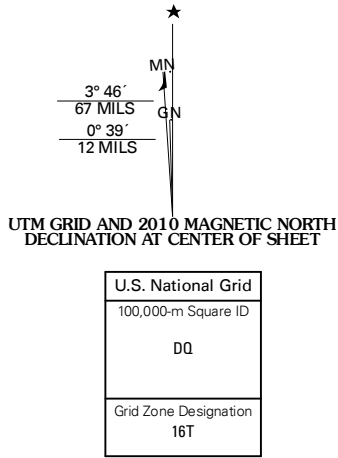 MN
3° 46´
67 MILS
GN
0° 39´
12 MILS
UTM GRID AND 2010 MAGNETIC NORTH
DECLINATION AT CENTER OF SHEET
U.S. National Grid
100,000-m Square ID
DQ
Grid Zone Designation
16T